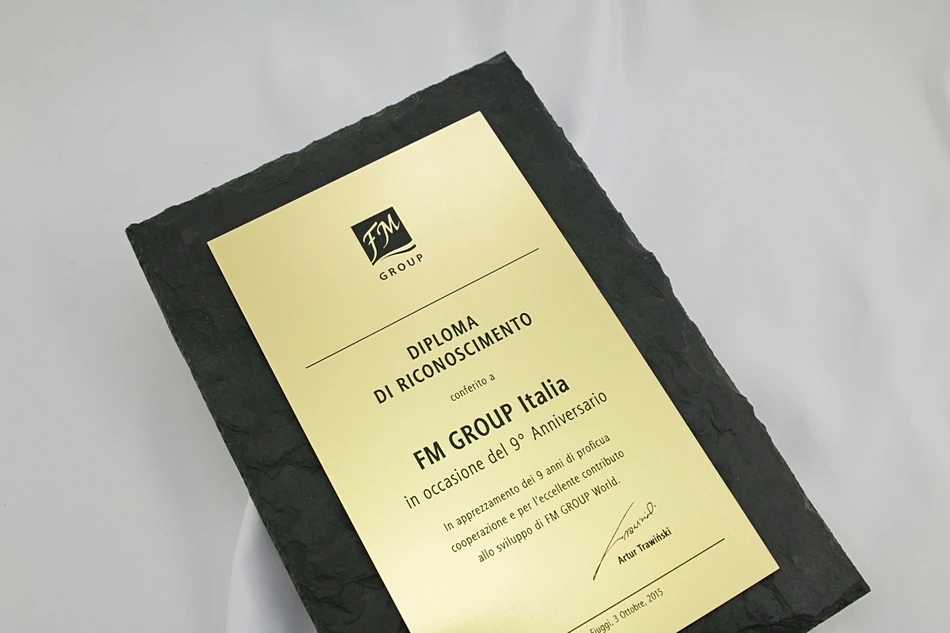 FM
GROUP
DIPLOMA
DI RICONOSCIMENTO
conferito a
FM GROUP Italia
in occasione del 9° Anniversario
In apprezzamento dei 9 anni di proficua
cooperazione e per l'eccellente contributo
allo sviluppo di FM GROUP World.
Artur Trawiński
Fiuggi, 3 Ottobre, 2015